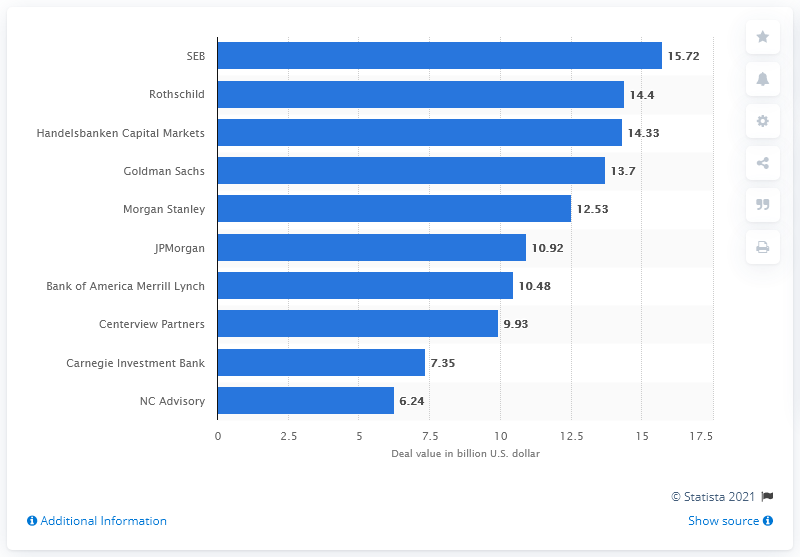 SEB 15.72
Rothschild 14.4
Handelsbanken Capital Markets 14.33
Goldman Sachs 13.7
Morgan Stanley 12.53
JPMorgan 10.92
Bank of America Merrill Lynch 10.48
Centerview Partners 9.93
Carnegie Investment Bank 7.35
NC Advisory 6.24
0 2.5 5 7.5 10 12.5 15 17.5
Deal value in billion U.S. dollar
© Statista 2021
Additional Information Show source